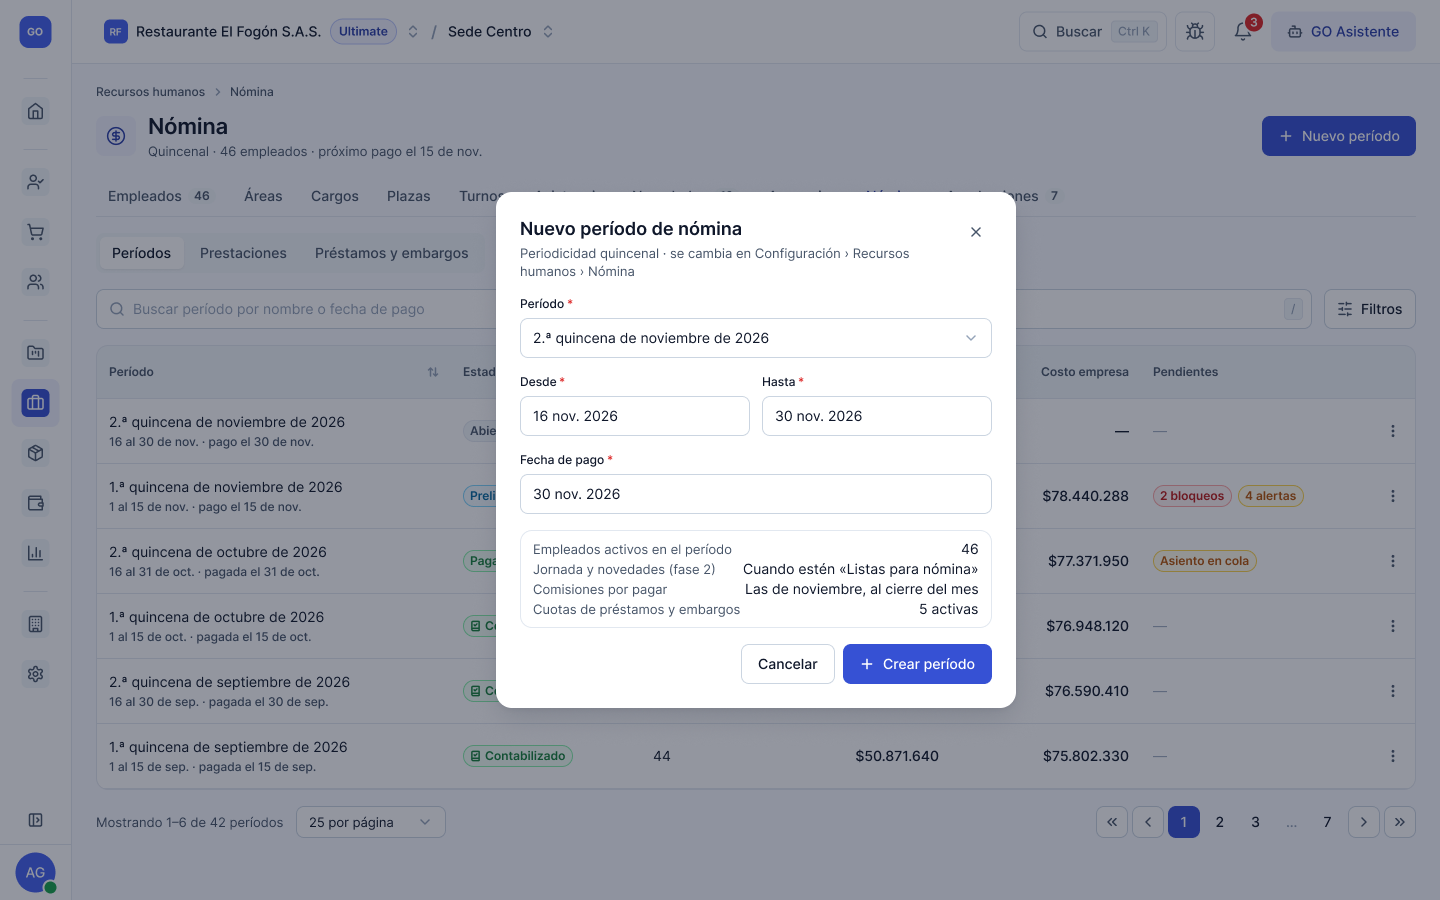 GO
RF Restaurante El Fogón S.A.S. Ultimate / Sede Centro
Buscar Ctrl K
3
GO Asistente
Recursos humanos > Nómina
Nómina
Quincenal · 46 empleados · próximo pago el 15 de nov.
+ Nuevo período
Empleados 46 Áreas Cargos Plazas
7
Períodos Prestaciones Préstamos y embargos
Buscar período por nombre o fecha de pago
/
Filtros
Período
Costo empresa
Pendientes
2.ª quincena de noviembre de 2026
16 al 30 de nov. · pago el 30 de nov.
— —
1.ª quincena de noviembre de 2026
1 al 15 de nov. · pago el 15 de nov.
$78.440.288 2 bloqueos 4 alertas
2.ª quincena de octubre de 2026
16 al 31 de oct. · pagada el 31 de oct.
$77.371.950 Asiento en cola
1.ª quincena de octubre de 2026
1 al 15 de oct. · pagada el 15 de oct.
$76.948.120 —
2.ª quincena de septiembre de 2026
16 al 30 de sep. · pagada el 30 de sep.
$76.590.410 —
1.ª quincena de septiembre de 2026
1 al 15 de sep. · pagada el 15 de sep.
Contabilizado 44 $50.871.640 $75.802.330 —
Mostrando 1–6 de 42 períodos 25 por página
« ‹ 1 2 3 ... 7 › »
AG
Nuevo período de nómina
Periodicidad quincenal · se cambia en Configuración › Recursos
humanos › Nómina
Período *
2.ª quincena de noviembre de 2026
Desde * Hasta *
16 nov. 2026 30 nov. 2026
Fecha de pago *
30 nov. 2026
Empleados activos en el período 46
Jornada y novedades (fase 2) Cuando estén «Listas para nómina»
Comisiones por pagar Las de noviembre, al cierre del mes
Cuotas de préstamos y embargos 5 activas
Cancelar + Crear período